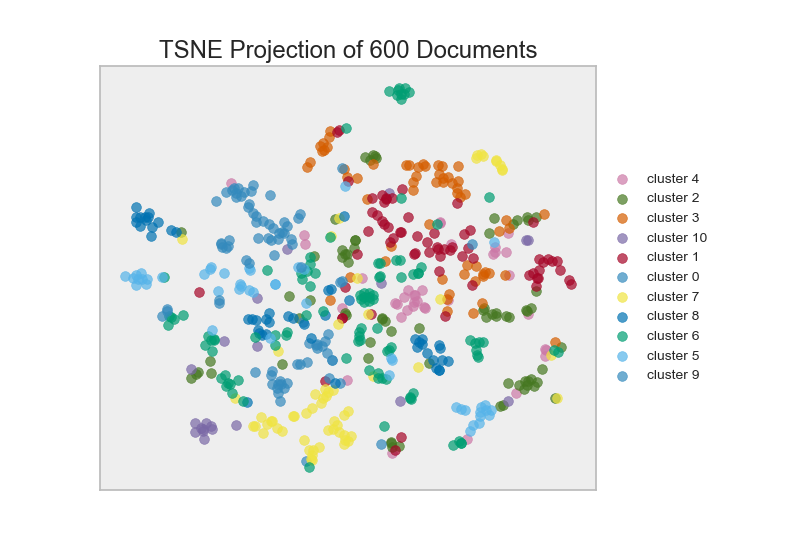 TSNE Projection of 600 Documents
cluster 4
cluster 2
cluster 3
cluster 10
cluster 1
cluster 0
cluster 7
cluster 8
cluster 6
cluster 5
cluster 9